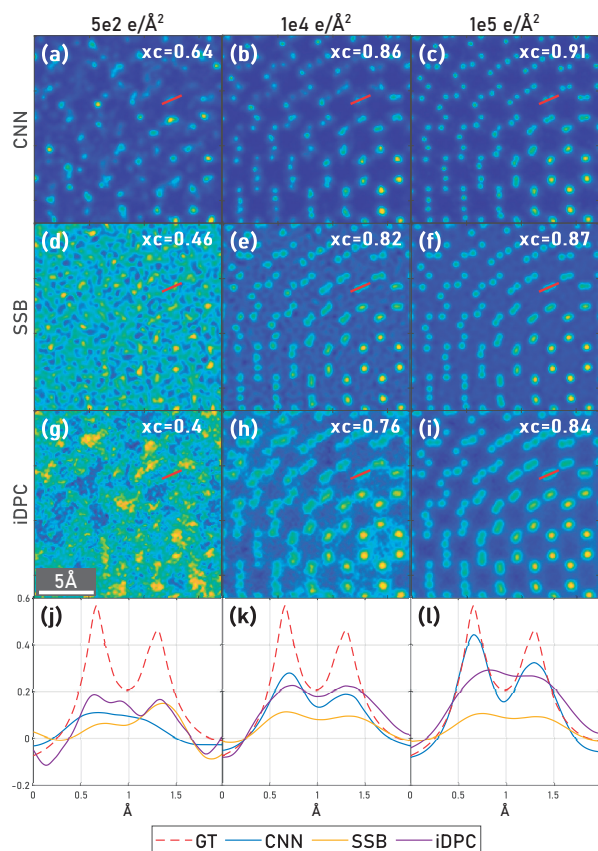 5e2 e/Å² 1e4 e/Å² 1e5 e/Å²
CNN
(a) xc=0.64 (b) xc=0.86 (c) xc=0.91
SSB
(d) xc=0.46 (e) xc=0.82 (f) xc=0.87
iDPC
(g) xc=0.4 (h) xc=0.76 (i) xc=0.84
5Å
(j) (k) (l)
0.6
0.4
0.2
0
-0.2
0 0.5 1 1.5 0 0.5 1 1.5 0 0.5 1 1.5
Å Å Å
GT CNN SSB iDPC